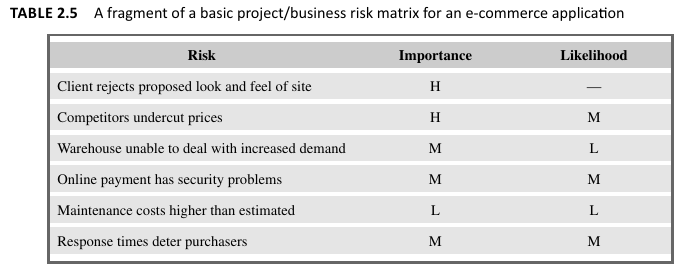 TABLE 2.5 A fragment of a basic project/business risk matrix for an e-commerce application
Risk Importance Likelihood
Client rejects proposed look and feel of site H —
Competitors undercut prices H M
Warehouse unable to deal with increased demand M L
Online payment has security problems M M
Maintenance costs higher than estimated L L
Response times deter purchasers M M